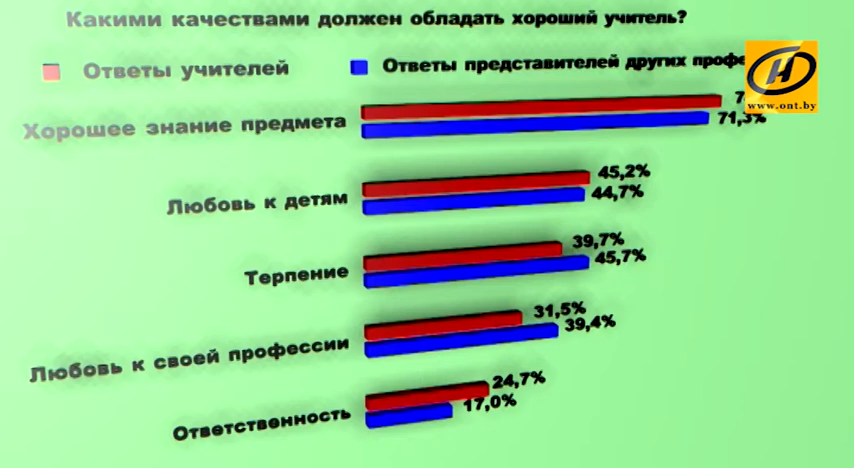 Какими качествами должен обладать хороший учитель?
Ответы учителей
Ответы представителей других
www.ont.by
Хорошее знание предмета
71,3%
Любовь к детям
45,2%
44,7%
Терпение
39,7%
45,7%
Любовь к своей профессии
31,5%
39,4%
Ответственность
24,7%
17,0%